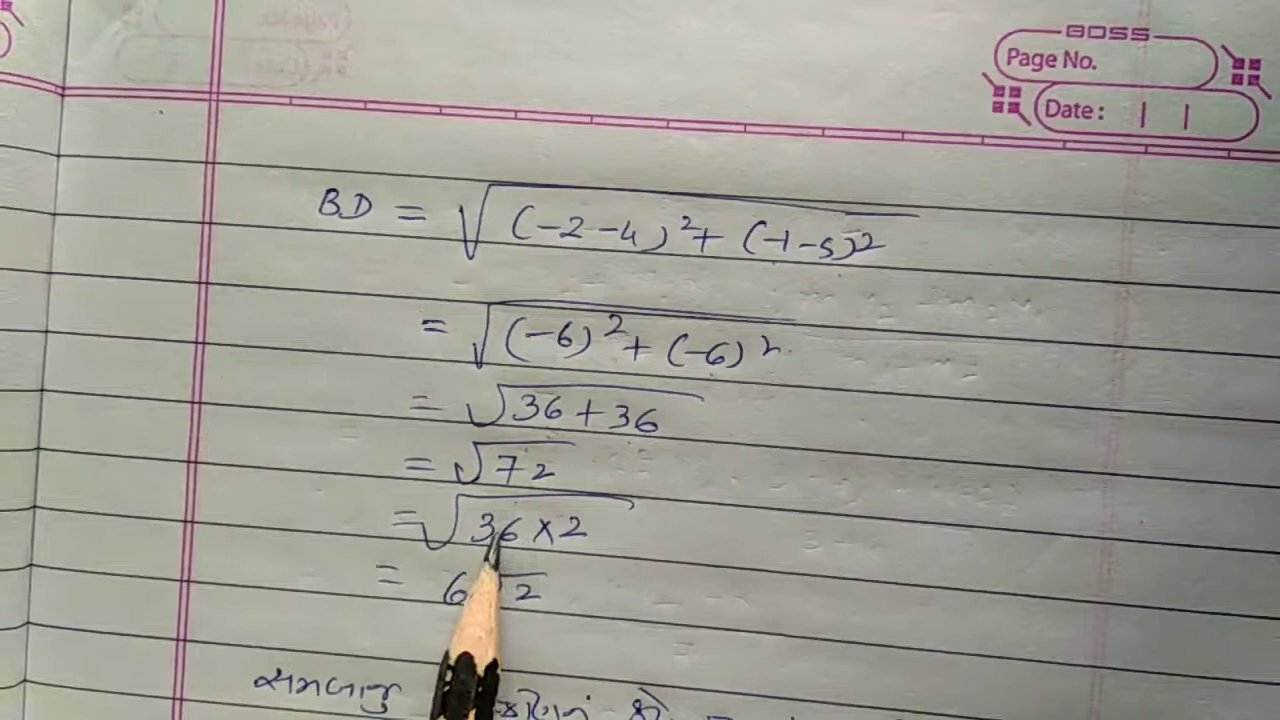 BOSS
Page No.
Date : | |
BD = √((-2-4)² + (-1-5)²)
= √((-6)² + (-6)²)
= √(36+36)
= √72
= √(36×2)
= 6√2
સમબાજુ